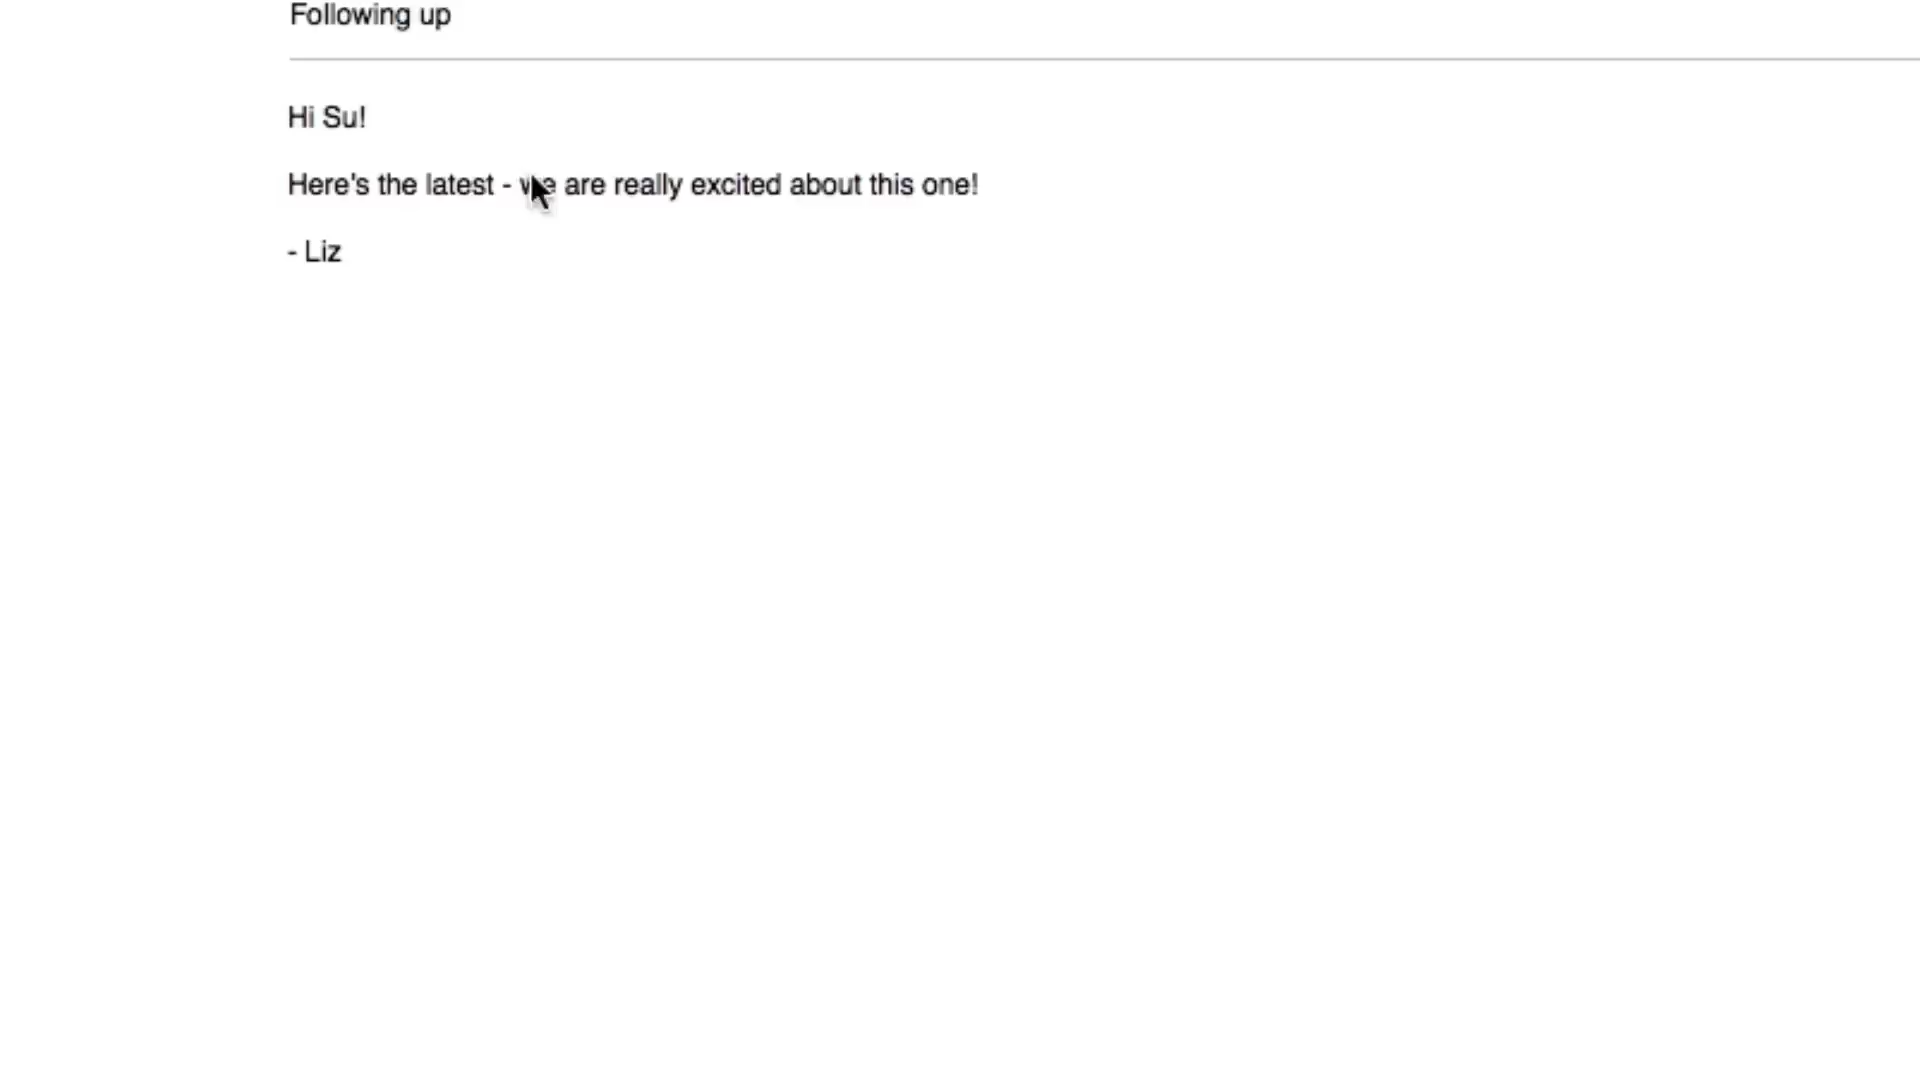 Following up
Hi Su!
Here's the latest - we are really excited about this one!
- Liz